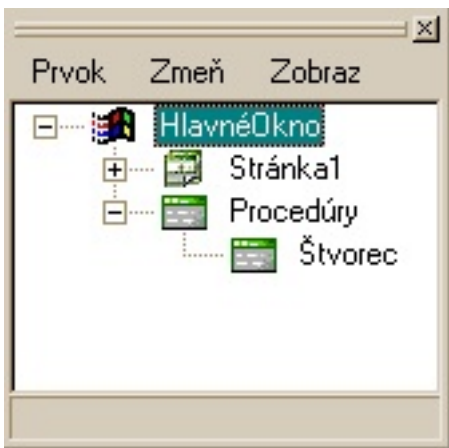 Prvok Zmeň Zobraz
HlavnéOkno
Stránka1
Procedúry
Štvorec